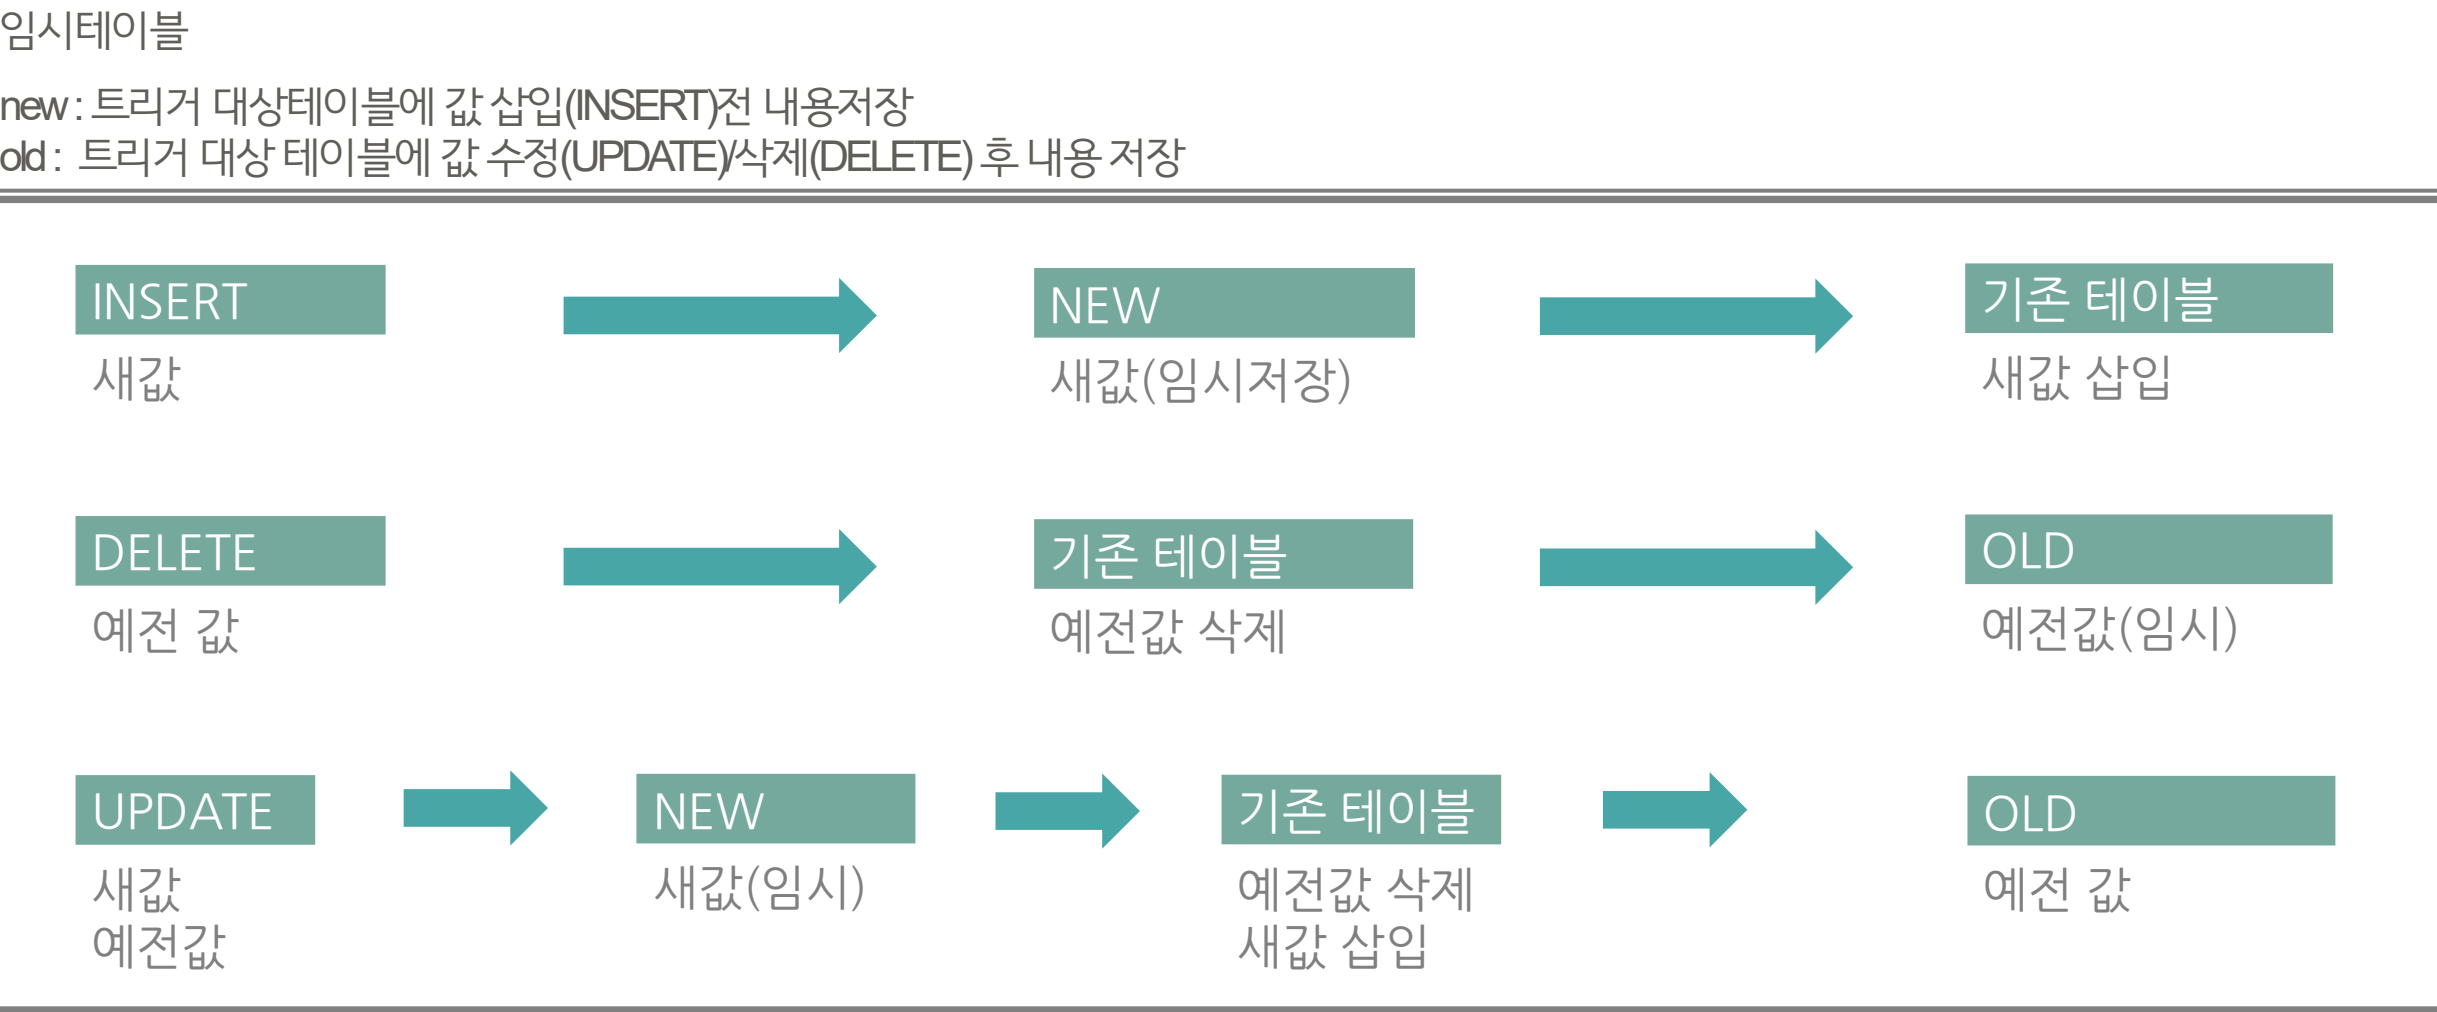 임시테이블
new : 트리거 대상테이블에 값 삽입(INSERT)전 내용저장
old : 트리거 대상 테이블에 값 수정(UPDATE)/삭제(DELETE) 후 내용 저장
INSERT
새값
NEW
새값(임시저장)
기존 테이블
새값 삽입
DELETE
예전 값
기존 테이블
예전값 삭제
OLD
예전값(임시)
UPDATE
새값
예전값
NEW
새값(임시)
기존 테이블
예전값 삭제
새값 삽입
OLD
예전 값